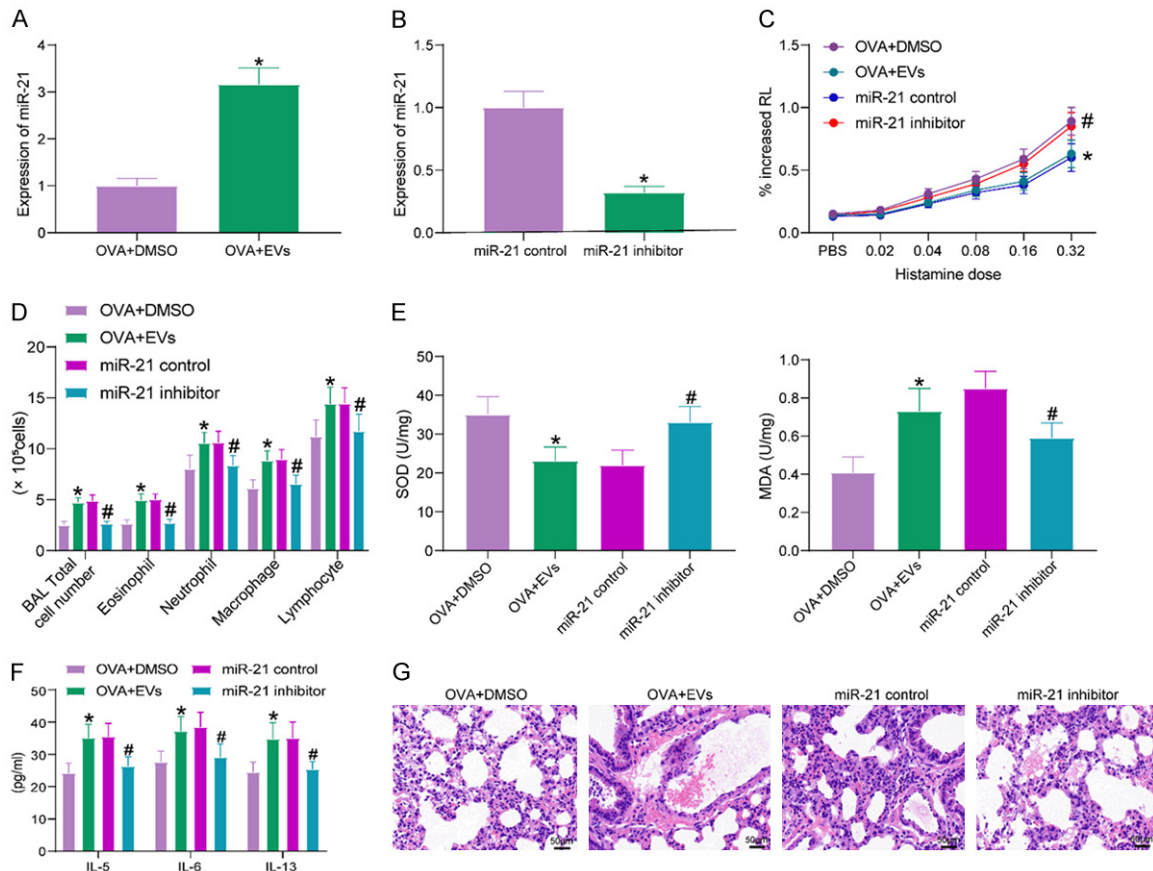 A
Expression of miR-21
4
3
2
1
0
*
OVA+DMSO
OVA+EVs
B
Expression of miR-21
1.5
1.0
0.5
0.0
*
miR-21 control
miR-21 inhibitor
C
% increased RL
1.5
1.0
0.5
0.0
OVA+DMSO
OVA+EVs
miR-21 control
miR-21 inhibitor
#
*
PBS
0.02
0.04
0.08
0.16
0.32
Histamine dose
D
OVA+DMSO
OVA+EVs
miR-21 control
miR-21 inhibitor
(× 10⁵cells)
20
15
10
5
0
* # * # * # * # * #
BAL Total
cell number
Eosinophil
Neutrophil
Macrophage
Lymphocyte
E
SOD (U/mg)
50
40
30
20
10
0
*
#
OVA+DMSO
OVA+EVs
miR-21 control
miR-21 inhibitor
MDA (U/mg)
1.0
0.8
0.6
0.4
0.2
0.0
*
#
OVA+DMSO
OVA+EVs
miR-21 control
miR-21 inhibitor
F
OVA+DMSO
miR-21 control
OVA+EVs
miR-21 inhibitor
(pg/ml)
50
40
30
20
10
0
* # * # * #
IL-5
IL-6
IL-13
G
OVA+DMSO
OVA+EVs
miR-21 control
miR-21 inhibitor
50μm
50μm
50μm